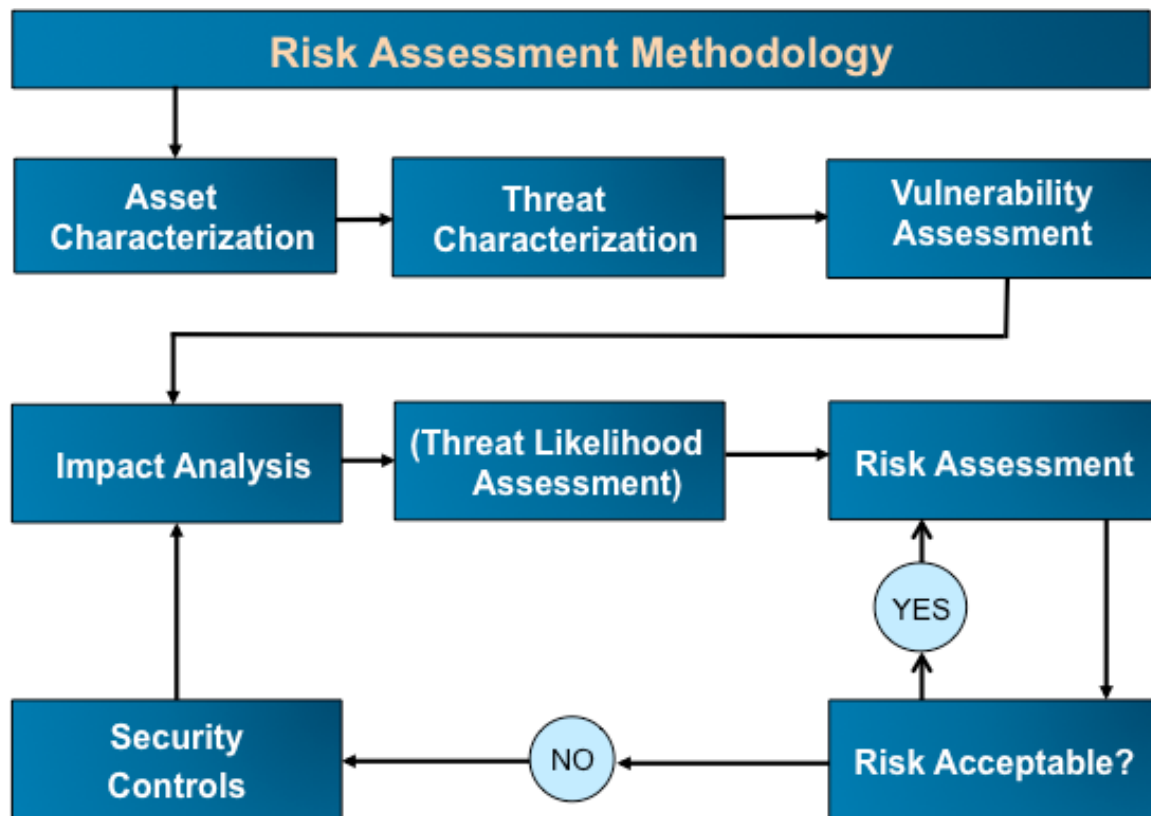 Risk Assessment Methodology
Asset
Characterization
Threat
Characterization
Vulnerability
Assessment
Impact Analysis
(Threat Likelihood
Assessment)
Risk Assessment
YES
Security
Controls
NO
Risk Acceptable?